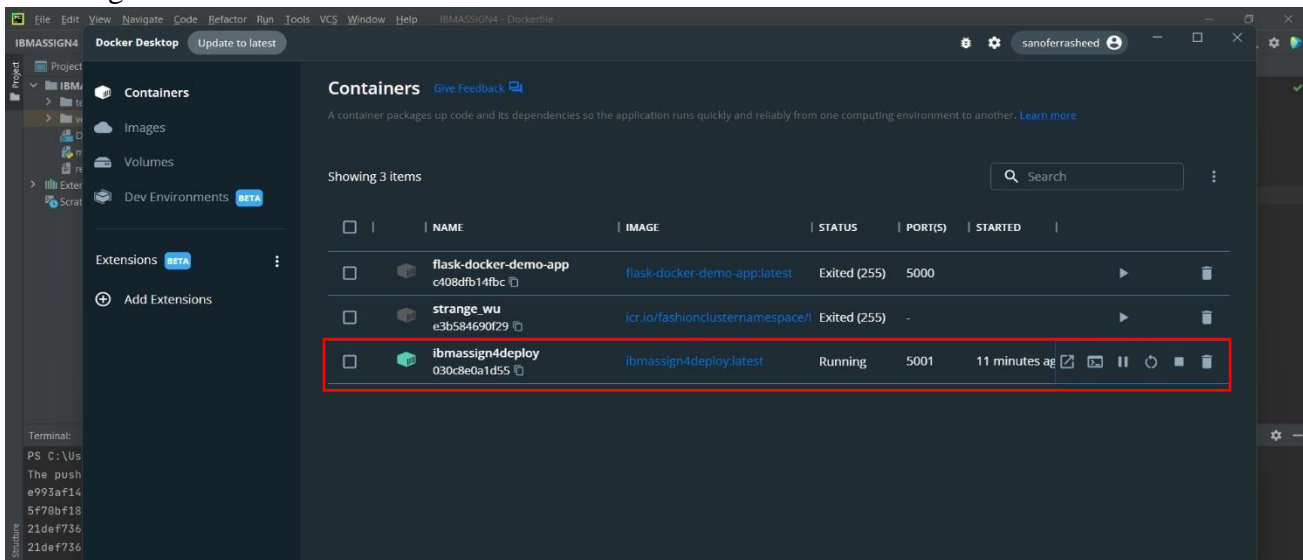 File Edit View Navigate Code Refactor Run Tools VCS Window Help IBMASSIGN4 - Dockerfile
IBMASSIGN4
Docker Desktop Update to latest sanoferrasheed
Project
Project
Containers
Images
Volumes
Dev Environments BETA
Extensions BETA
Add Extensions
Containers Give Feedback
A container packages up code and its dependencies so the application runs quickly and reliably from one computing environment to another. Learn more
Showing 3 items
Search
NAME IMAGE STATUS PORT(S) STARTED
flask-docker-demo-app flask-docker-demo-app:latest Exited (255) 5000
c408dfb14fbc
strange_wu icr.io/fashionclusternamespace/ Exited (255) -
e3b584690f29
ibmassign4deploy ibmassign4deploy:latest Running 5001 11 minutes ag
030c8e0a1d55
Exter
Scrat
Terminal:
PS C:\Us
The push
e993af14
5f70bf18
21def736
21def736
Structure